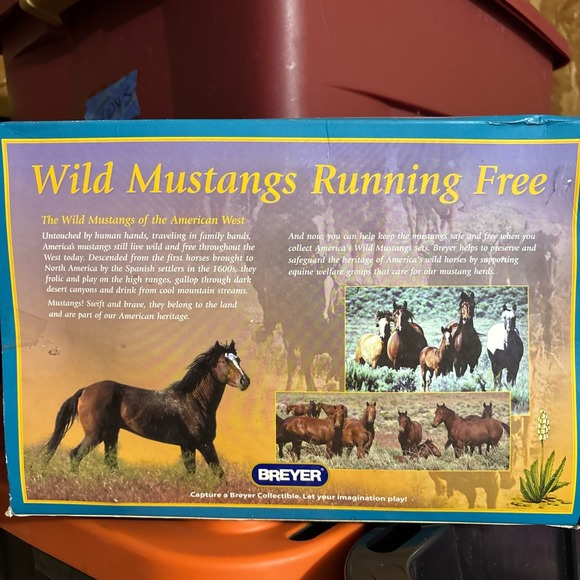 Wild Mustangs Running Free
The Wild Mustangs of the American West
Untouched by human hands, traveling in family bands,
America's mustangs still live wild and free throughout the
West today. Descended from the first horses brought to
North America by the Spanish settlers in the 1600s, they
frolic and play on the high ranges, gallop through dark
desert canyons and drink from cool mountain streams.
Mustangs! Swift and brave, they belong to the land
and are part of our American heritage.
And now you can help keep the mustangs safe and free when you
collect America's Wild Mustangs sets. Breyer helps to preserve and
safeguard the heritage of America's wild horses by supporting
equine welfare groups that care for our mustang herds.
BREYER
Capture a Breyer Collectible. Let your imagination play!